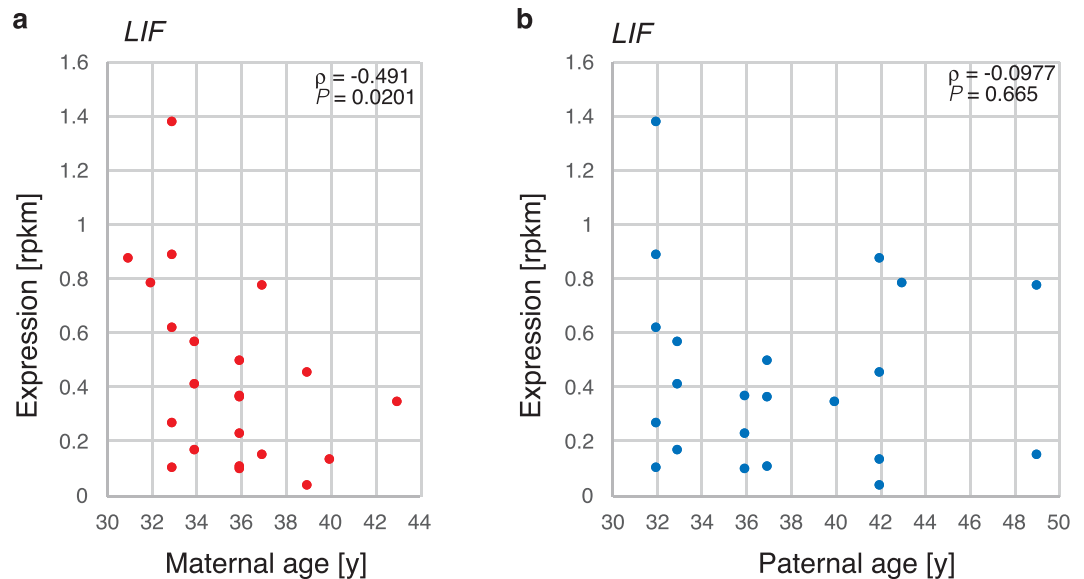 a
LIF
ρ = -0.491
P = 0.0201
1.6
1.4
1.2
1
0.8
0.6
0.4
0.2
0
Expression [rpkm]
30 32 34 36 38 40 42 44
Maternal age [y]
b
LIF
ρ = -0.0977
P = 0.665
1.6
1.4
1.2
1
0.8
0.6
0.4
0.2
0
Expression [rpkm]
30 32 34 36 38 40 42 44 46 48 50
Paternal age [y]